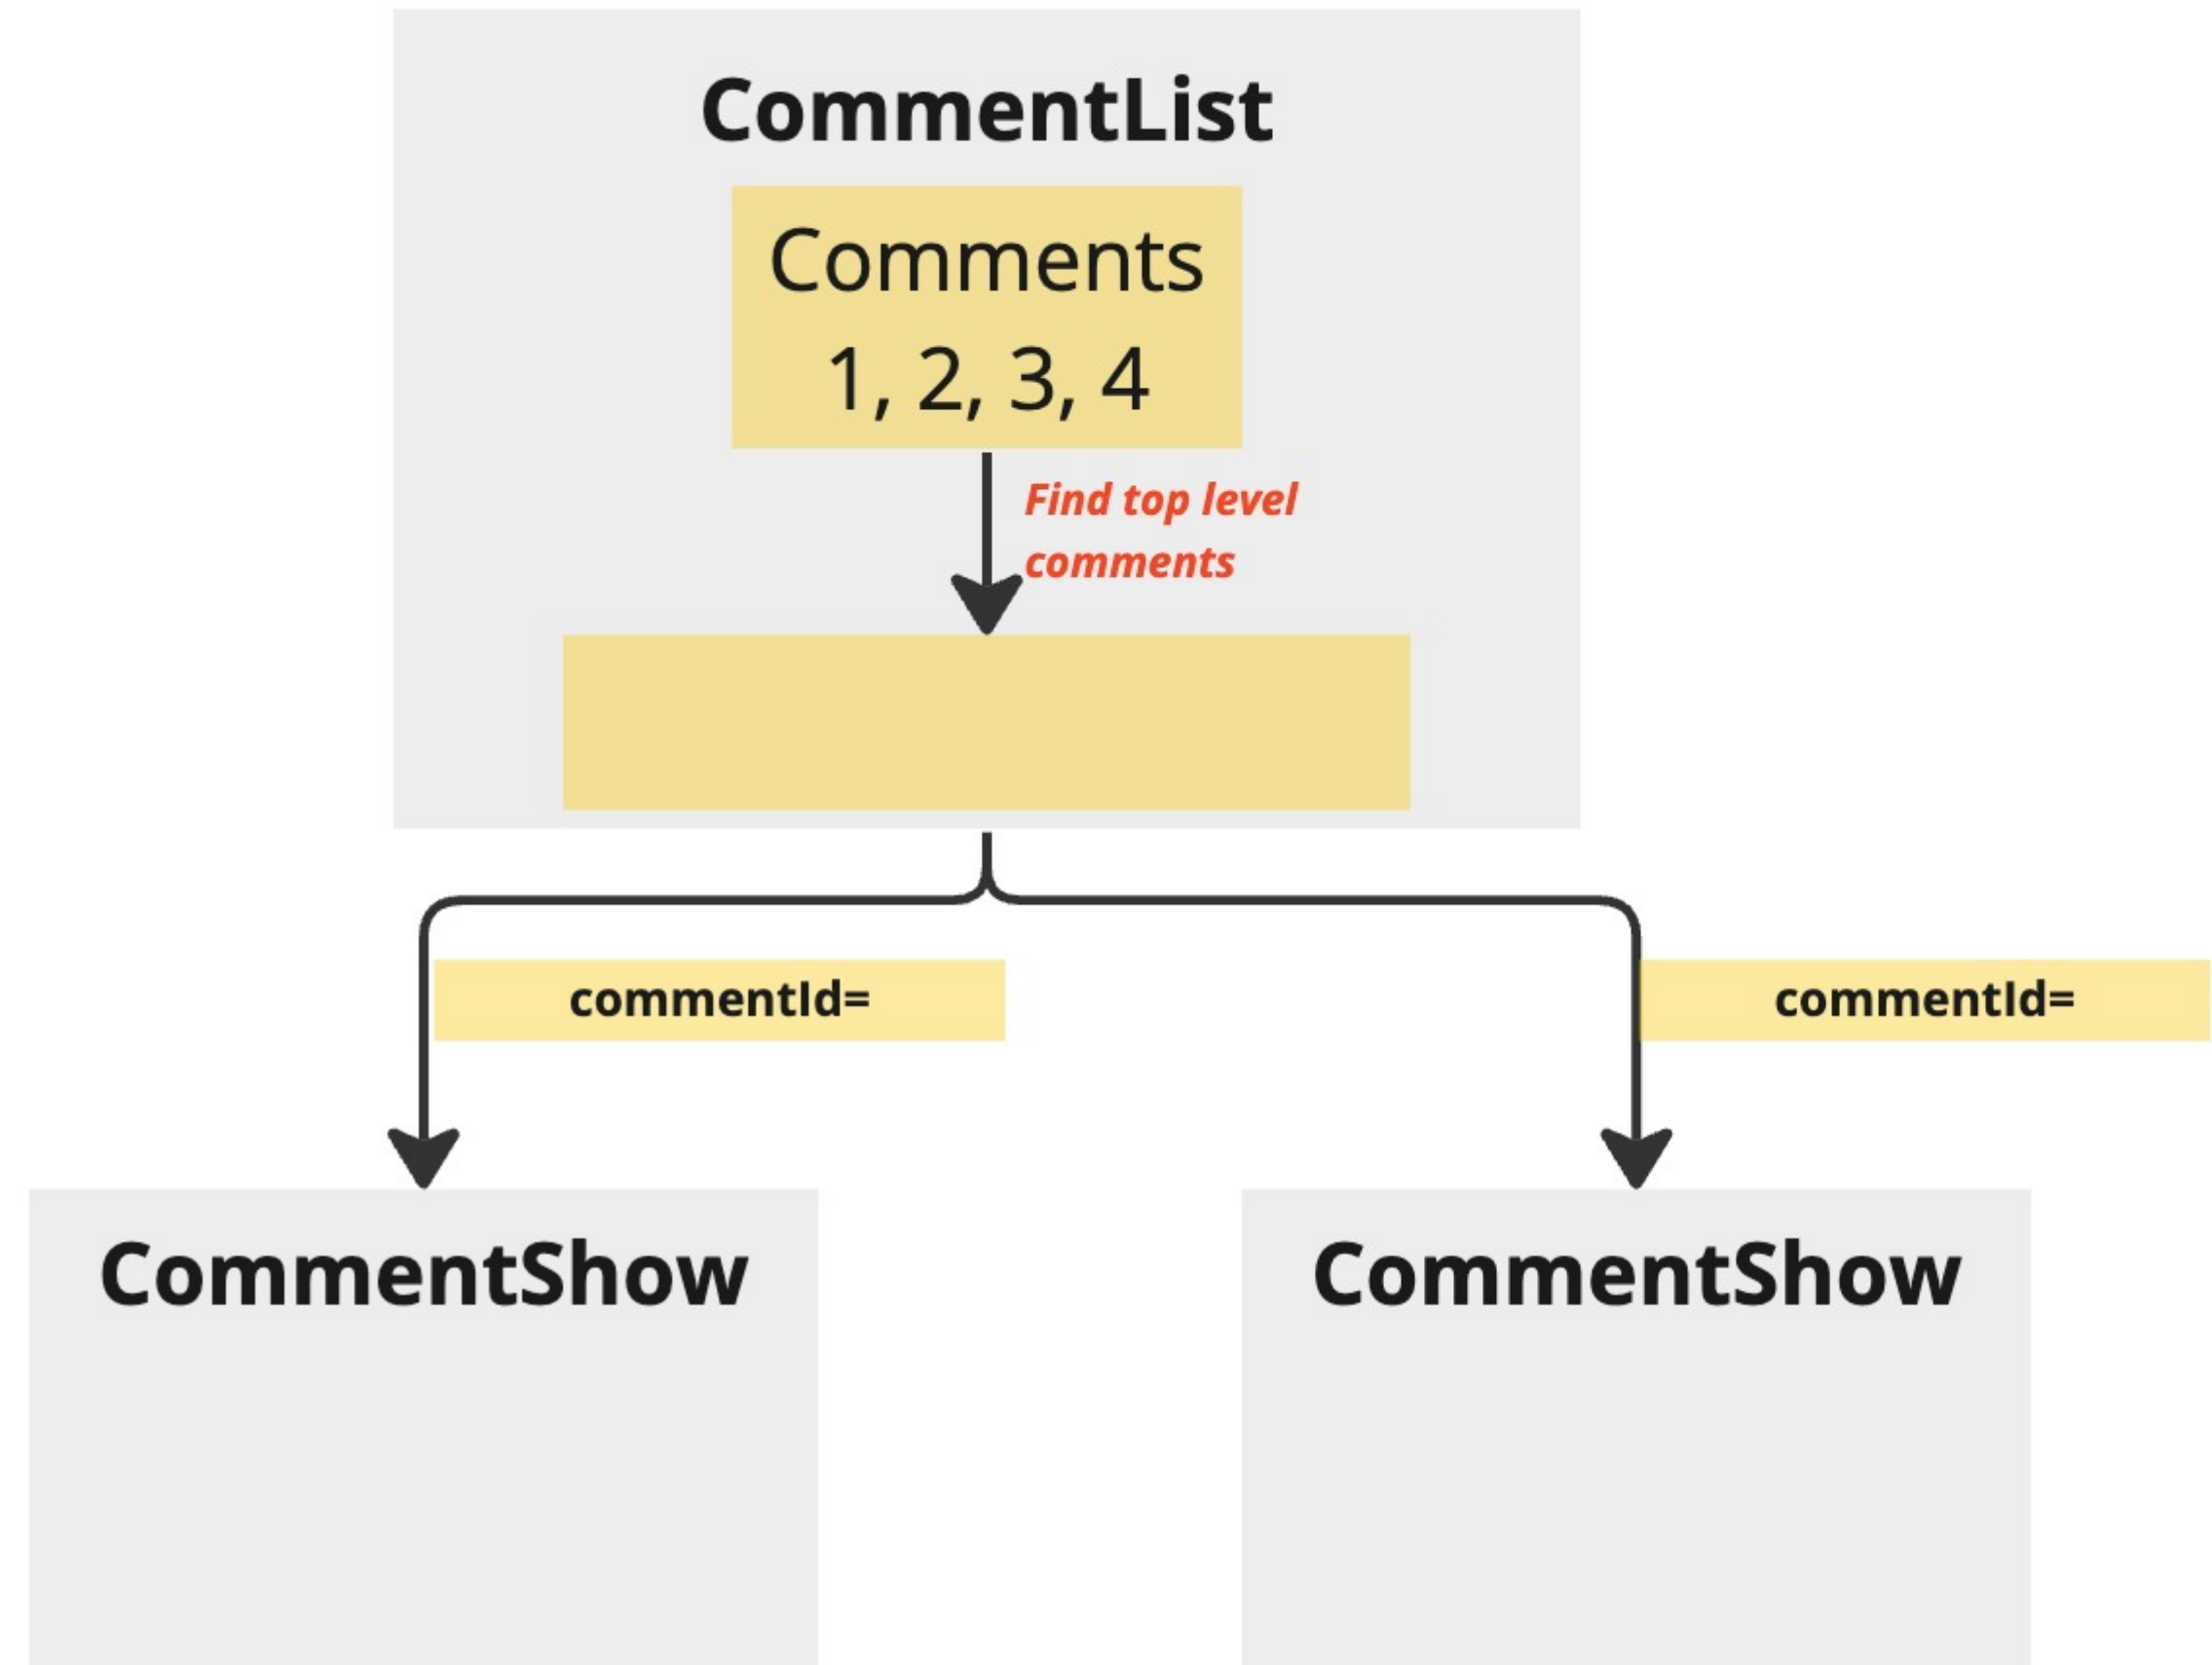 CommentList
Comments
1, 2, 3, 4
Find top level
comments
commentId=
commentId=
CommentShow
CommentShow